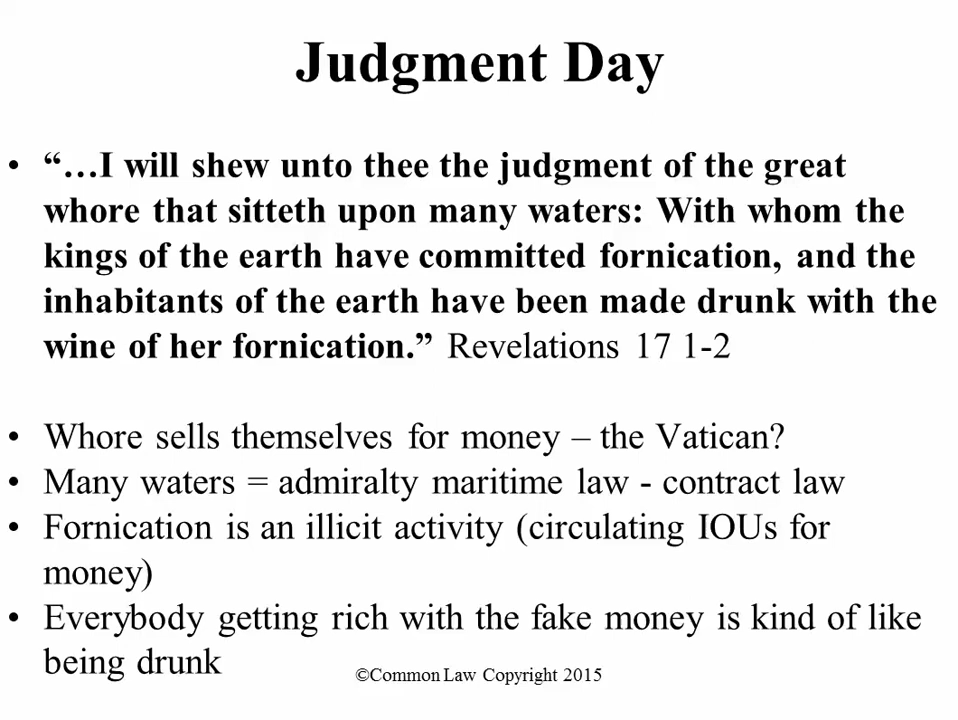 Judgment Day
• “…I will shew unto thee the judgment of the great
whore that sitteth upon many waters: With whom the
kings of the earth have committed fornication, and the
inhabitants of the earth have been made drunk with the
wine of her fornication.” Revelations 17 1-2
• Whore sells themselves for money – the Vatican?
• Many waters = admiralty maritime law - contract law
• Fornication is an illicit activity (circulating IOUs for
money)
• Everybody getting rich with the fake money is kind of like
being drunk
©Common Law Copyright 2015